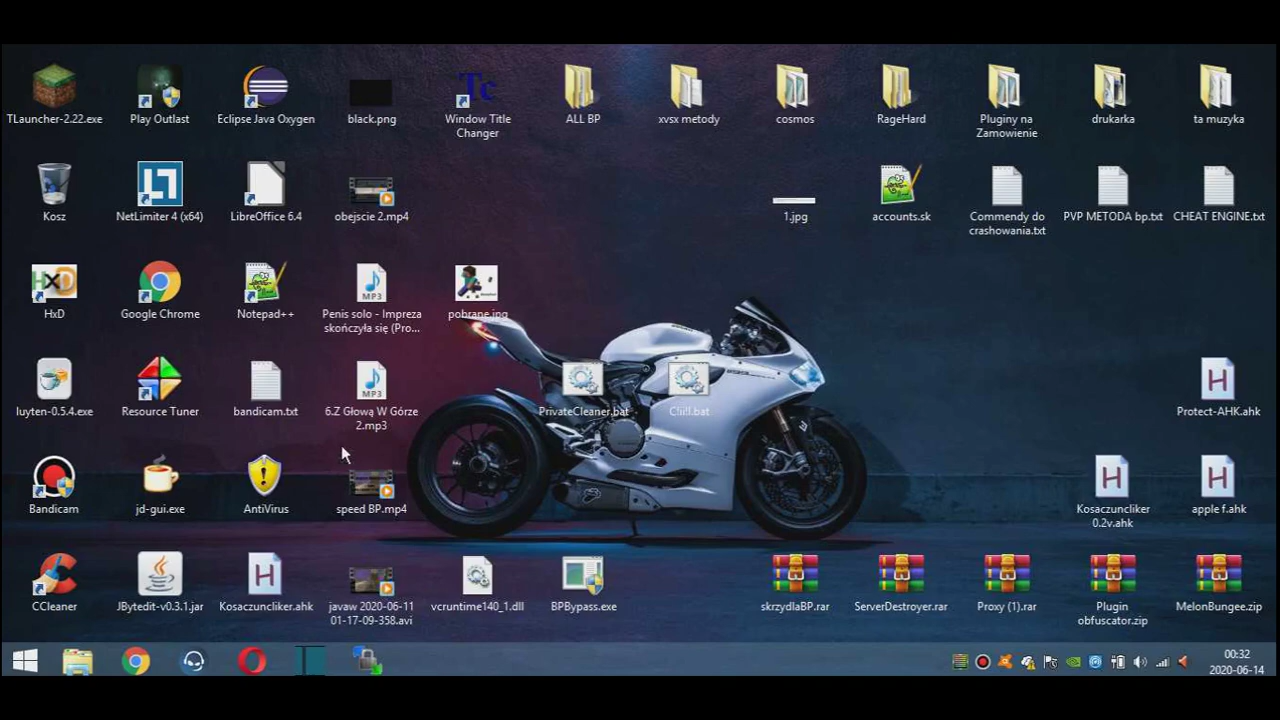 TLauncher-2.22.exe
Play Outlast
Eclipse Java Oxygen
black.png
Tc
Window Title
Changer
ALL BP
xvsx metody
cosmos
RageHard
Pluginy na
Zamowienie
drukarka
ta muzyka
Kosz
NetLimiter 4 (x64)
LibreOffice 6.4
obejscie 2.mp4
1.jpg
accounts.sk
Commendy do
crashowania.txt
PVP METODA bp.txt
CHEAT ENGINE.txt
HxD
HxD
Google Chrome
Notepad++
MP3
Penis solo - Impreza
skończyła się (Pro...
pobrane.jpg
luyten-0.5.4.exe
Resource Tuner
bandicam.txt
MP3
6.Z Głową W Górze
2.mp3
PrivateCleaner.bat
C!ii!l.bat
H
Protect-AHK.ahk
Bandicam
jd-gui.exe
AntiVirus
speed BP.mp4
H
Kosaczuncliker
0.2v.ahk
H
apple f.ahk
CCleaner
JBytedit-v0.3.1.jar
H
Kosaczuncliker.ahk
javaw 2020-06-11
01-17-09-358.avi
vcruntime140_1.dll
BPBypass.exe
skrzydlaBP.rar
ServerDestroyer.rar
Proxy (1).rar
Plugin
obfuscator.zip
MelonBungee.zip
00:32
2020-06-14